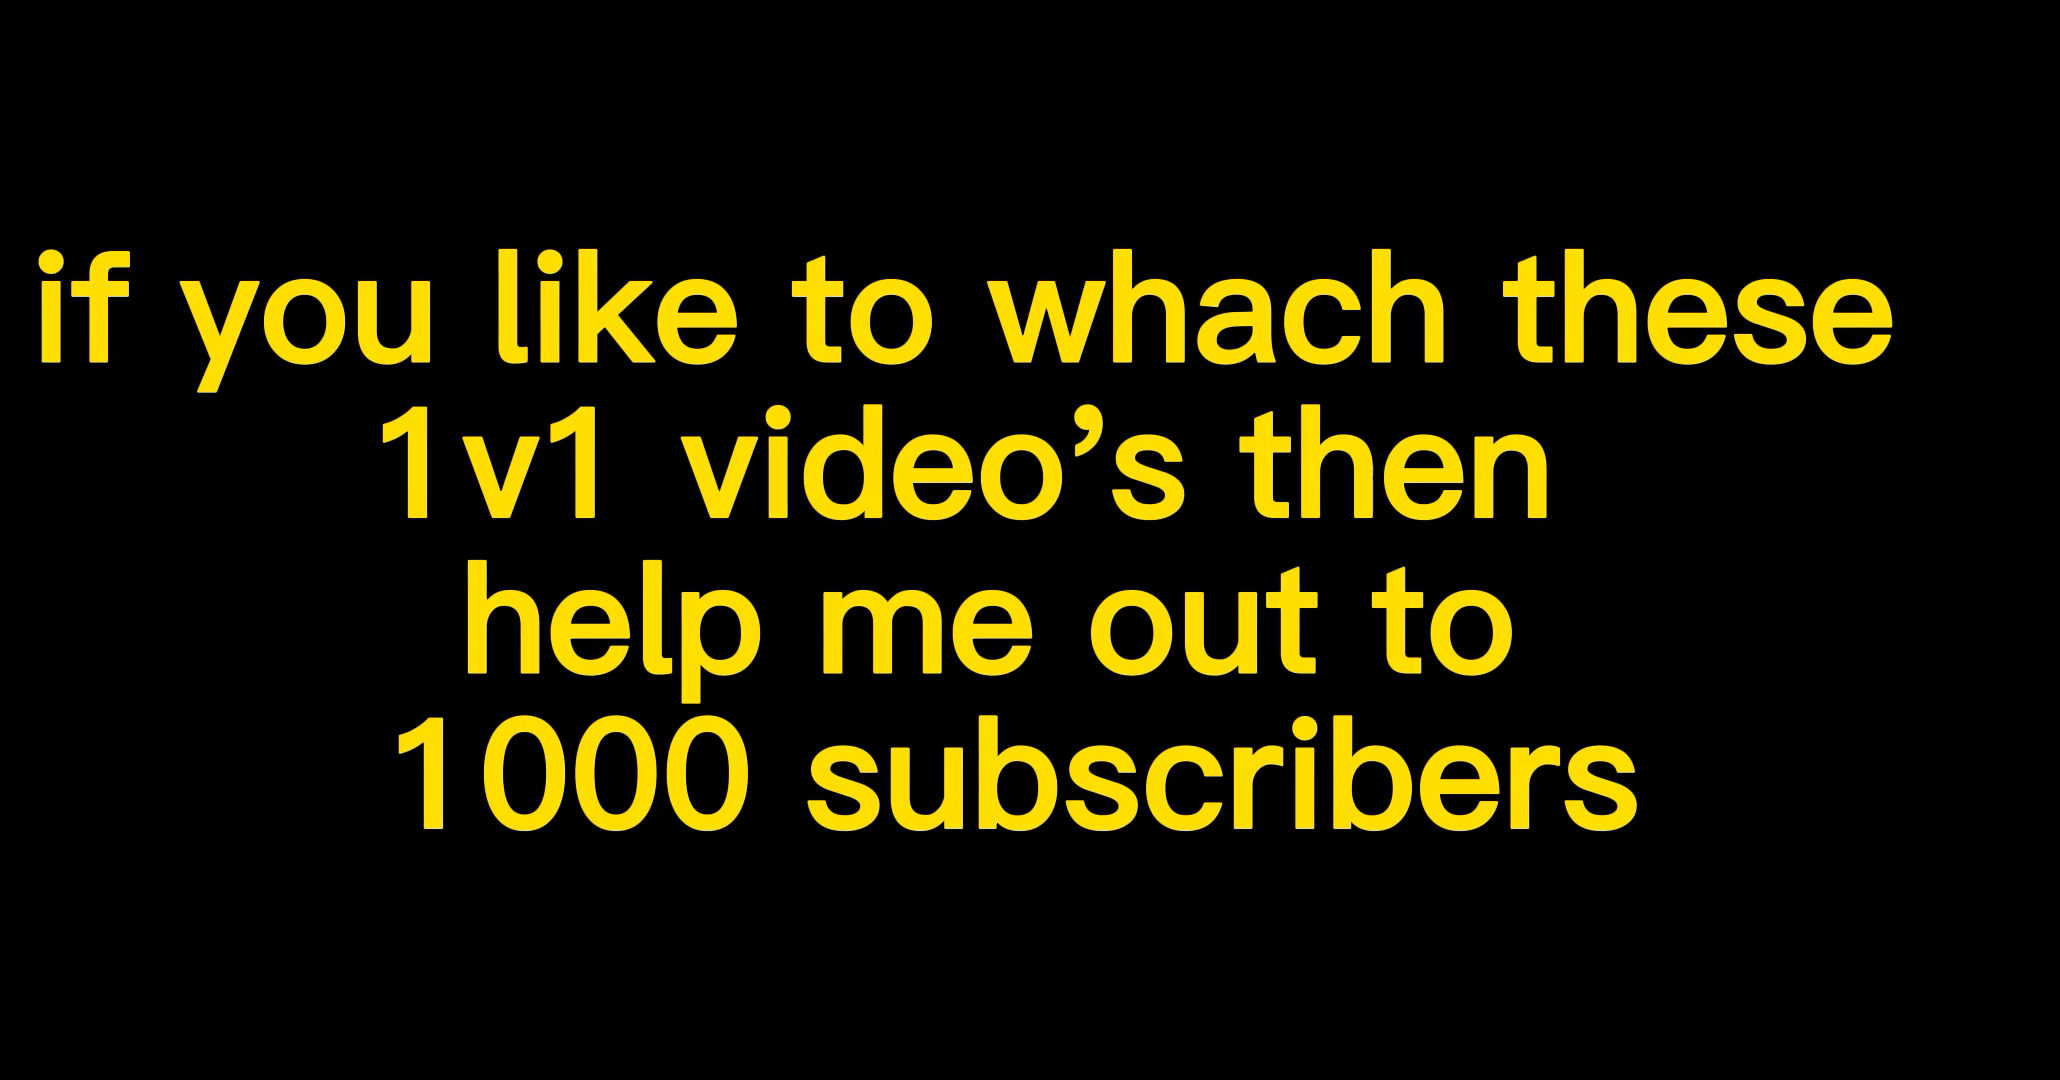 if you like to whach these
1v1 video’s then
help me out to
1000 subscribers